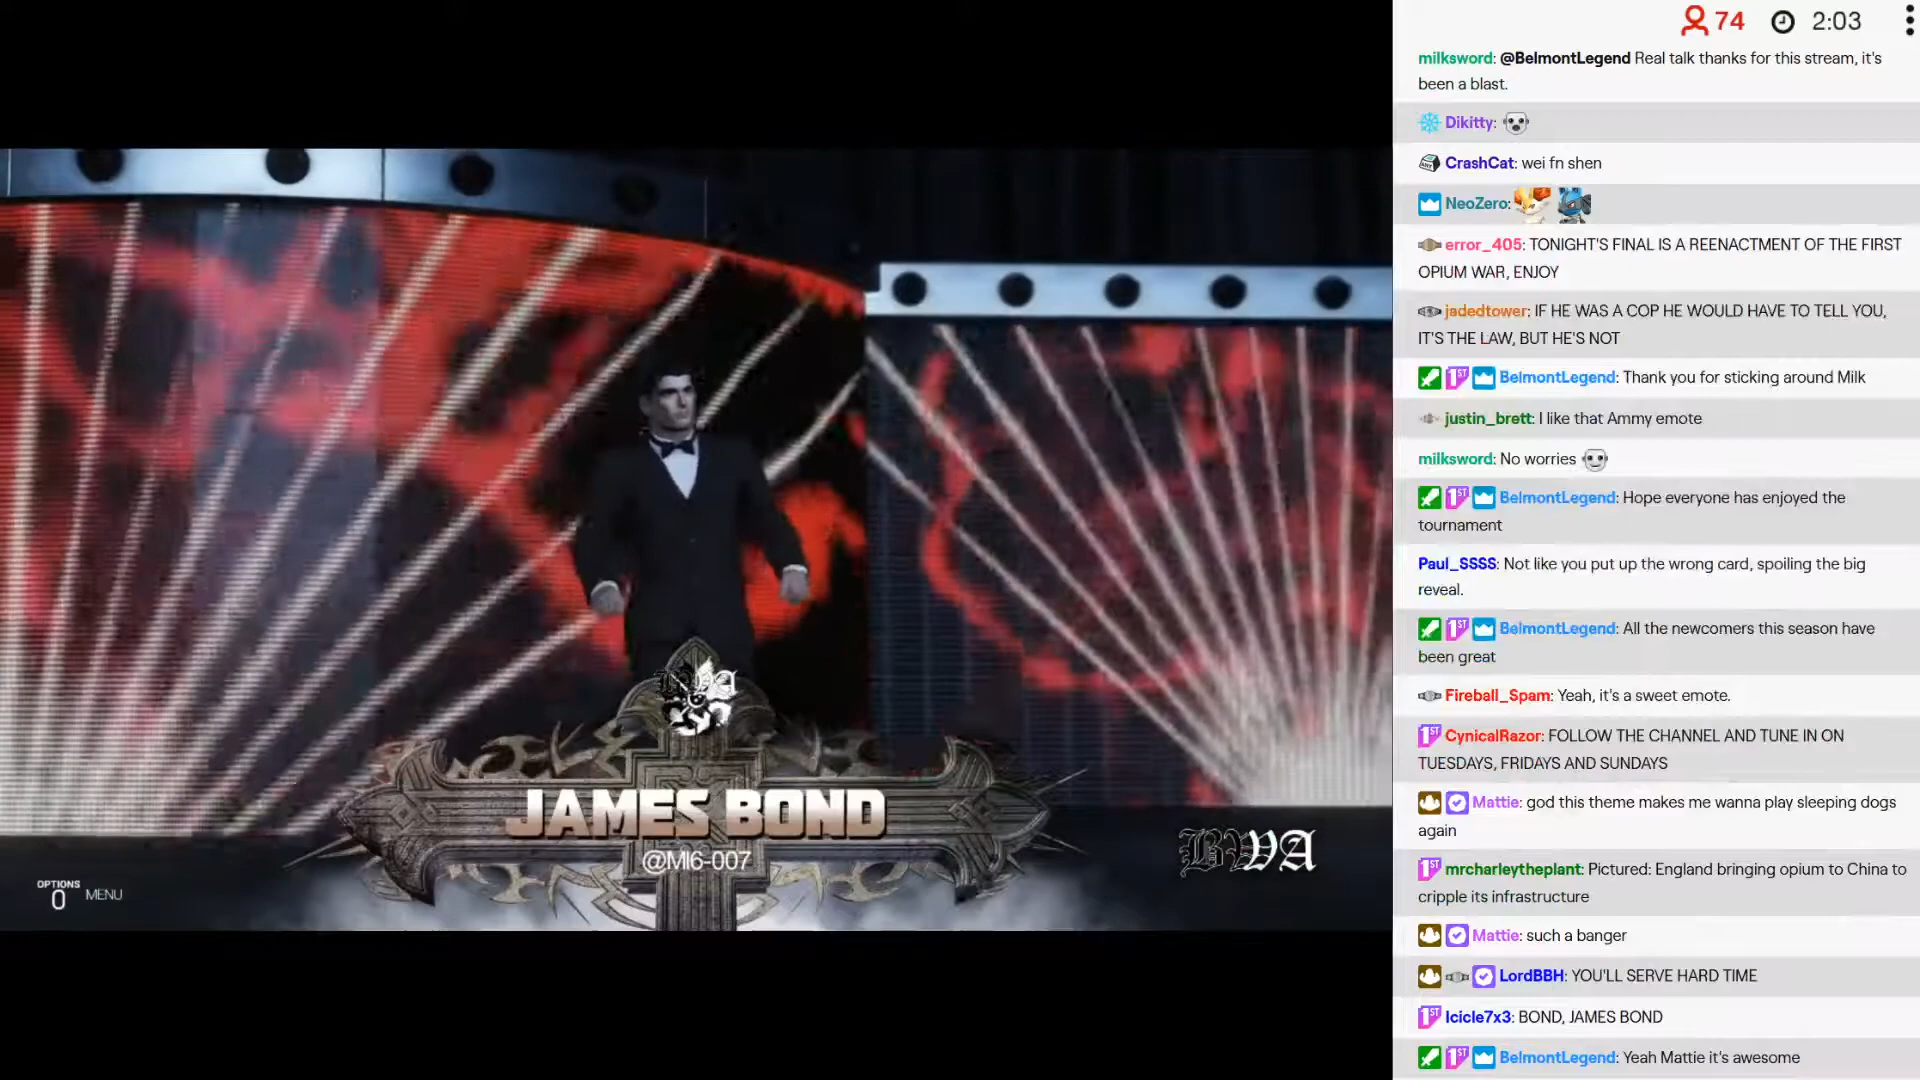 74 2:03
milksword: @BelmontLegend Real talk thanks for this stream, it's
been a blast.
Dikitty:
CrashCat: wei fn shen
NeoZero:
error_405: TONIGHT'S FINAL IS A REENACTMENT OF THE FIRST
OPIUM WAR, ENJOY
jadedtower: IF HE WAS A COP HE WOULD HAVE TO TELL YOU,
IT'S THE LAW, BUT HE'S NOT
1ST BelmontLegend: Thank you for sticking around Milk
justin_brett: I like that Ammy emote
milksword: No worries
1ST BelmontLegend: Hope everyone has enjoyed the
tournament
Paul_SSSS: Not like you put up the wrong card, spoiling the big
reveal.
1ST BelmontLegend: All the newcomers this season have
been great
Fireball_Spam: Yeah, it's a sweet emote.
1ST CynicalRazor: FOLLOW THE CHANNEL AND TUNE IN ON
TUESDAYS, FRIDAYS AND SUNDAYS
Mattie: god this theme makes me wanna play sleeping dogs
again
1ST mrcharleytheplant: Pictured: England bringing opium to China to
cripple its infrastructure
Mattie: such a banger
LordBBH: YOU'LL SERVE HARD TIME
1ST Icicle7x3: BOND, JAMES BOND
1ST BelmontLegend: Yeah Mattie it's awesome
JAMES BOND
@MI6-007
BVVA
OPTIONS
MENU